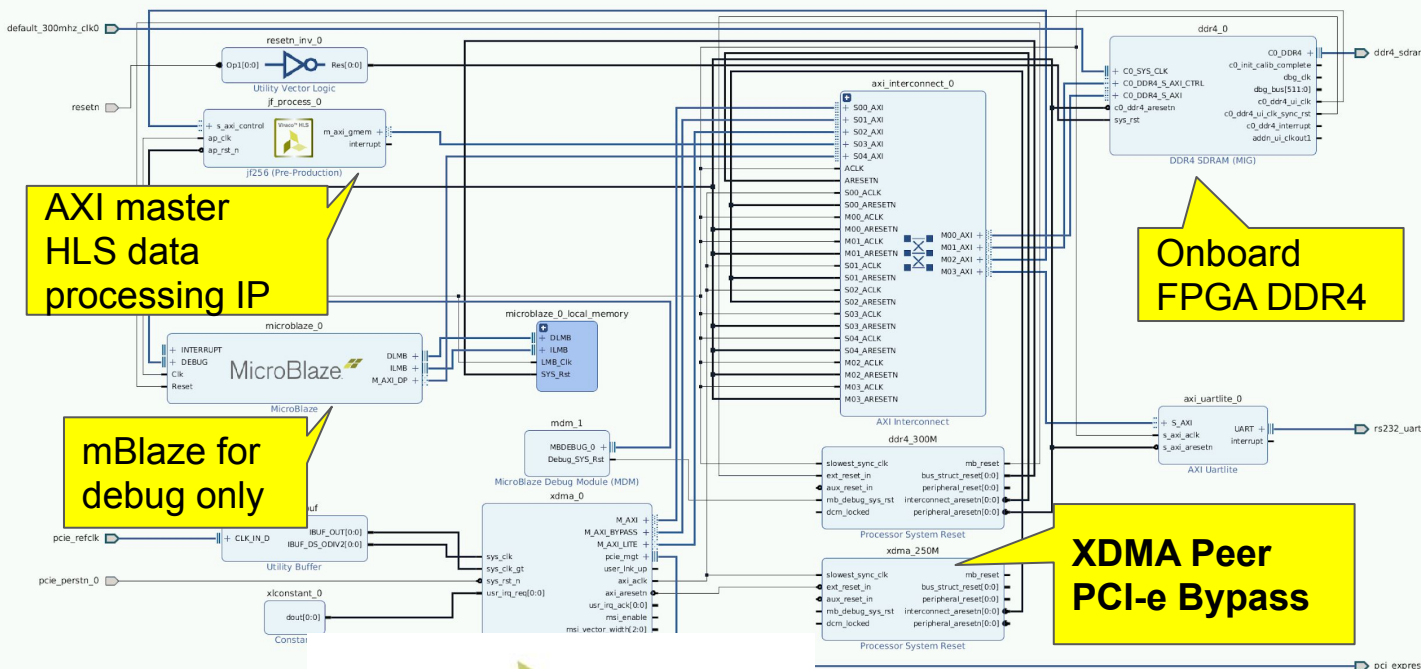 default_300mhz_clk0
resetn
resetn_inv_0
Op1[0:0]
Res[0:0]
Utility Vector Logic
jf_process_0
+ s_axi_control
ap_clk
ap_rst_n
Vivado™ HLS
m_axi_gmem +
interrupt
jf256 (Pre-Production)
AXI master
HLS data
processing IP
microblaze_0
+ INTERRUPT
+ DEBUG
Clk
Reset
MicroBlaze
DLMB +
ILMB +
M_AXI_DP +
MicroBlaze
microblaze_0_local_memory
+ DLMB
+ ILMB
LMB_Clk
SYS_Rst
mBlaze for
debug only
mdm_1
MBDEBUG_0 +
Debug_SYS_Rst
MicroBlaze Debug Module (MDM)
pcie_refclk
+ CLK_IN_D
IBUF_OUT[0:0]
IBUF_DS_ODIV2[0:0]
Utility Buffer
pcie_perstn_0
xlconstant_0
dout[0:0]
xdma_0
sys_clk
sys_clk_gt
sys_rst_n
usr_irq_req[0:0]
M_AXI +
M_AXI_BYPASS +
M_AXI_LITE +
pcie_mgt +
user_lnk_up
axi_aclk
axi_aresetn
usr_irq_ack[0:0]
msi_enable
msi_vector_width[2:0]
axi_interconnect_0
+ S00_AXI
+ S01_AXI
+ S02_AXI
+ S03_AXI
+ S04_AXI
ACLK
ARESETN
S00_ACLK
S00_ARESETN
M00_ACLK
M00_ARESETN
M01_ACLK
M01_ARESETN
S01_ACLK
S01_ARESETN
S02_ACLK
S02_ARESETN
S03_ACLK
S03_ARESETN
S04_ACLK
S04_ARESETN
M02_ACLK
M02_ARESETN
M03_ACLK
M03_ARESETN
M00_AXI +
M01_AXI +
M02_AXI +
M03_AXI +
AXI Interconnect
ddr4_300M
slowest_sync_clk
ext_reset_in
aux_reset_in
mb_debug_sys_rst
dcm_locked
mb_reset
bus_struct_reset[0:0]
peripheral_reset[0:0]
interconnect_aresetn[0:0]
peripheral_aresetn[0:0]
Processor System Reset
xdma_250M
slowest_sync_clk
ext_reset_in
aux_reset_in
mb_debug_sys_rst
dcm_locked
mb_reset
bus_struct_reset[0:0]
peripheral_reset[0:0]
interconnect_aresetn[0:0]
peripheral_aresetn[0:0]
Processor System Reset
XDMA Peer
PCI-e Bypass
ddr4_0
+ C0_SYS_CLK
+ C0_DDR4_S_AXI_CTRL
+ C0_DDR4_S_AXI
c0_ddr4_aresetn
sys_rst
C0_DDR4 +
c0_init_calib_complete
dbg_clk
dbg_bus[511:0]
c0_ddr4_ui_clk
c0_ddr4_ui_clk_sync_rst
c0_ddr4_interrupt
addn_ui_clkout1
DDR4 SDRAM (MIG)
ddr4_sdram
Onboard
FPGA DDR4
axi_uartlite_0
+ S_AXI
s_axi_aclk
s_axi_aresetn
UART +
interrupt
AXI Uartlite
rs232_uart